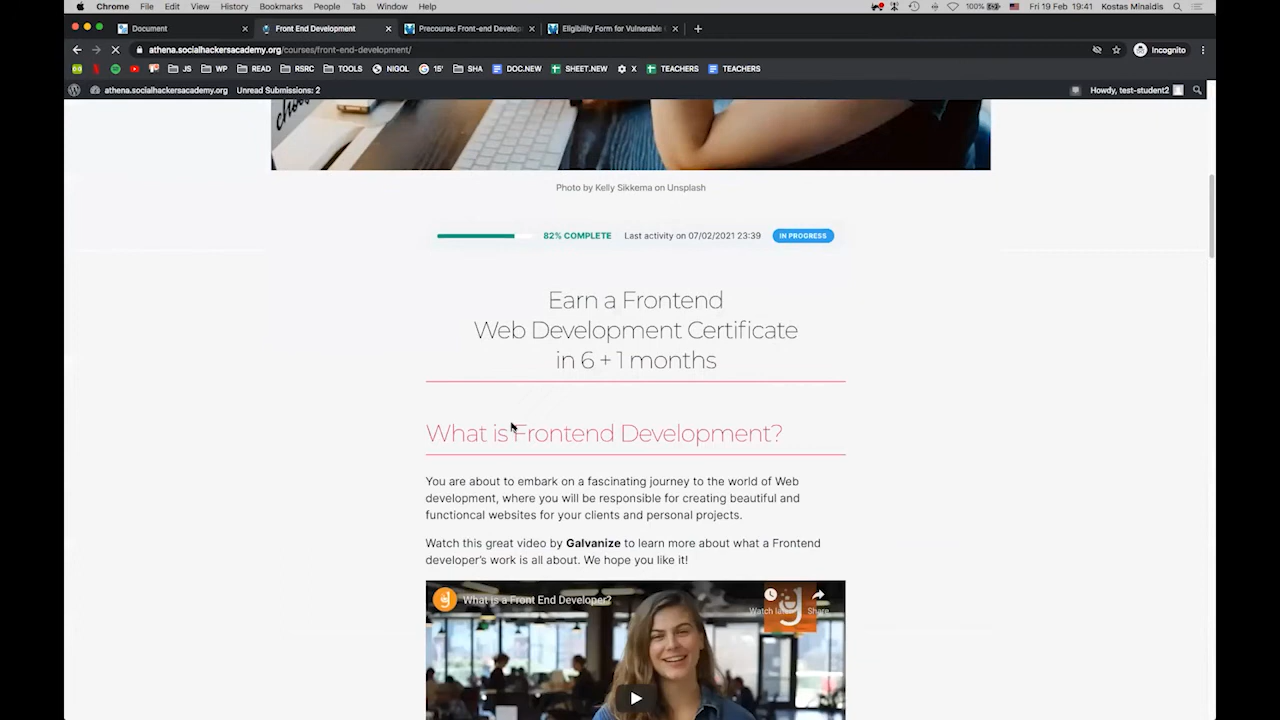 Chrome File Edit View History Bookmarks People Tab Window Help 100% Fri 19 Feb 19:41 Kostas Minaidis
Document Front End Development Precourse: Front-end Develop Eligibility Form for Vulnerable
athena.socialhackersacademy.org/courses/front-end-development/ Incognito
JS WP READ RSRC TOOLS NIGOL 15' SHA DOC.NEW SHEET.NEW X TEACHERS TEACHERS
athena.socialhackersacademy.org Unread Submissions: 2 Howdy, test-student2
Photo by Kelly Sikkema on Unsplash
82% COMPLETE Last activity on 07/02/2021 23:39 IN PROGRESS
Earn a Frontend
Web Development Certificate
in 6 + 1 months
What is Frontend Development?
You are about to embark on a fascinating journey to the world of Web
development, where you will be responsible for creating beautiful and
functioncal websites for your clients and personal projects.
Watch this great video by Galvanize to learn more about what a Frontend
developer's work is all about. We hope you like it!
What is a Front End Developer?
Watch Share